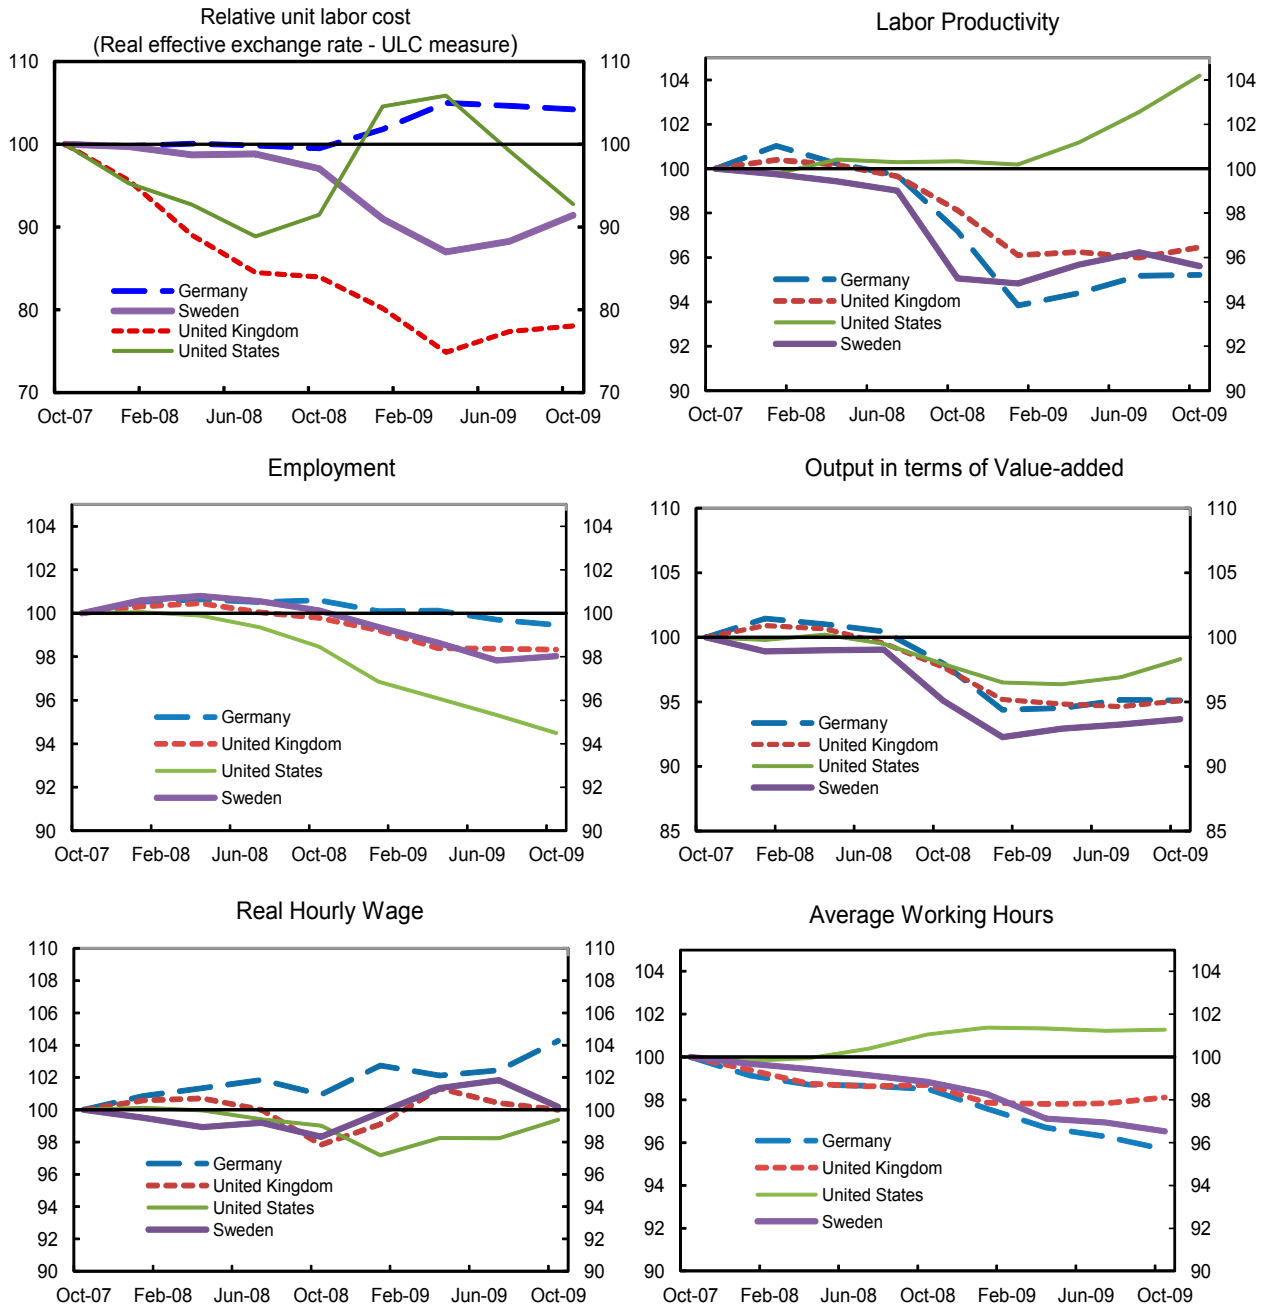 Relative unit labor cost
(Real effective exchange rate - ULC measure)
110 110
100 100
90 90
80 80
70 70
Germany
Sweden
United Kingdom
United States
Oct-07 Feb-08 Jun-08 Oct-08 Feb-09 Jun-09 Oct-09
Labor Productivity
104 104
102 102
100 100
98 98
96 96
94 94
92 92
90 90
Germany
United Kingdom
United States
Sweden
Oct-07 Feb-08 Jun-08 Oct-08 Feb-09 Jun-09 Oct-09
Employment
104 104
102 102
100 100
98 98
96 96
94 94
92 92
90 90
Germany
United Kingdom
United States
Sweden
Oct-07 Feb-08 Jun-08 Oct-08 Feb-09 Jun-09 Oct-09
Output in terms of Value-added
110 110
105 105
100 100
95 95
90 90
85 85
Germany
United Kingdom
United States
Sweden
Oct-07 Feb-08 Jun-08 Oct-08 Feb-09 Jun-09 Oct-09
Real Hourly Wage
110 110
108 108
106 106
104 104
102 102
100 100
98 98
96 96
94 94
92 92
90 90
Germany
United Kingdom
United States
Sweden
Oct-07 Feb-08 Jun-08 Oct-08 Feb-09 Jun-09 Oct-09
Average Working Hours
104 104
102 102
100 100
98 98
96 96
94 94
92 92
90 90
Germany
United Kingdom
United States
Sweden
Oct-07 Feb-08 Jun-08 Oct-08 Feb-09 Jun-09 Oct-09